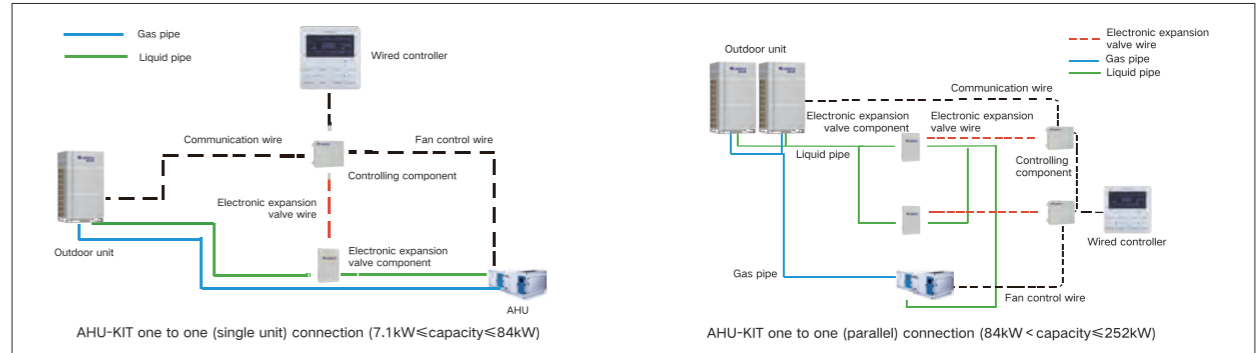 Gas pipe
Liquid pipe
Wired controller
Communication wire
Fan control wire
Controlling component
Electronic expansion
valve wire
Outdoor unit
Electronic expansion
valve component
AHU
AHU-KIT one to one (single unit) connection (7.1kW≤capacity≤84kW)
Electronic expansion
valve wire
Gas pipe
Liquid pipe
Outdoor unit
Communication wire
Electronic expansion
valve component
Electronic expansion
valve wire
Liquid pipe
Controlling
component
Wired controller
Gas pipe
Fan control wire
AHU-KIT one to one (parallel) connection (84kW<capacity≤252kW)